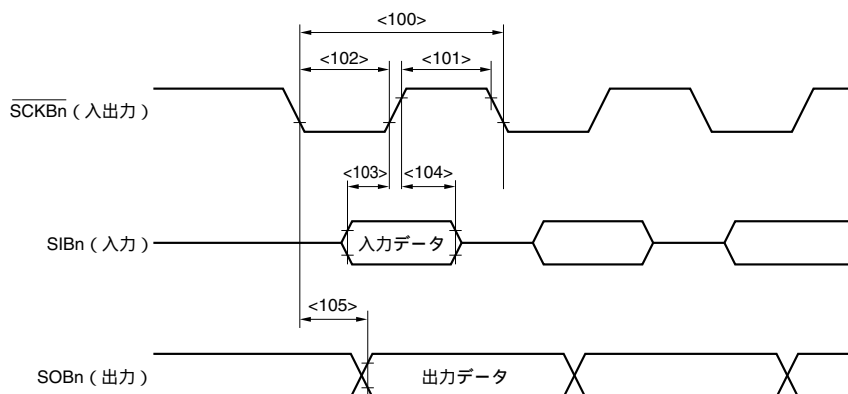 <100>
<102>
<101>
SCKBn（入出力）
<103>
<104>
SIBn（入力）
入力データ
<105>
SOBn（出力）
出力データ